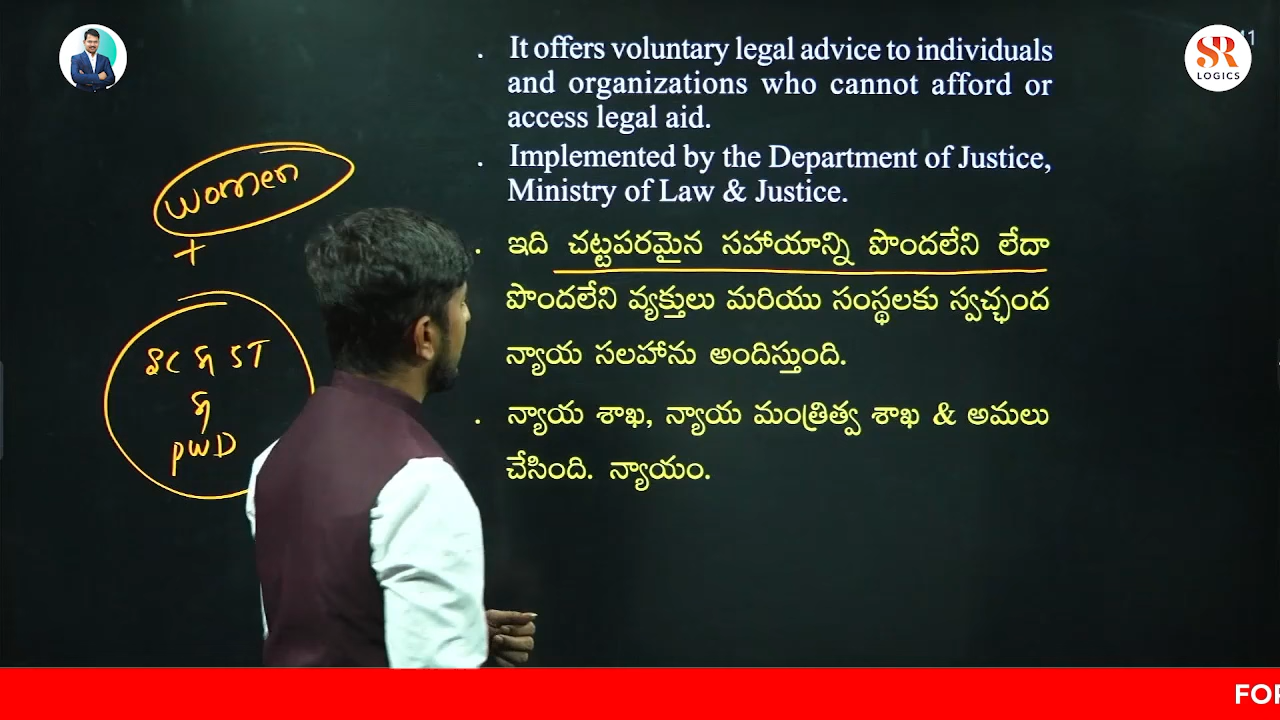 . It offers voluntary legal advice to individuals
and organizations who cannot afford or
access legal aid.
. Implemented by the Department of Justice,
Ministry of Law & Justice.
. ఇది చట్టపరమైన సహాయాన్ని పొందలేని లేదా
పొందలేని వ్యక్తులు మరియు సంస్థలకు స్వచ్ఛంద
న్యాయ సలహాను అందిస్తుంది.
. న్యాయ శాఖ, న్యాయ మంత్రిత్వ శాఖ & అమలు
చేసింది. న్యాయం.
women
+
SC & ST
&
PWD
SR
LOGICS
FOR